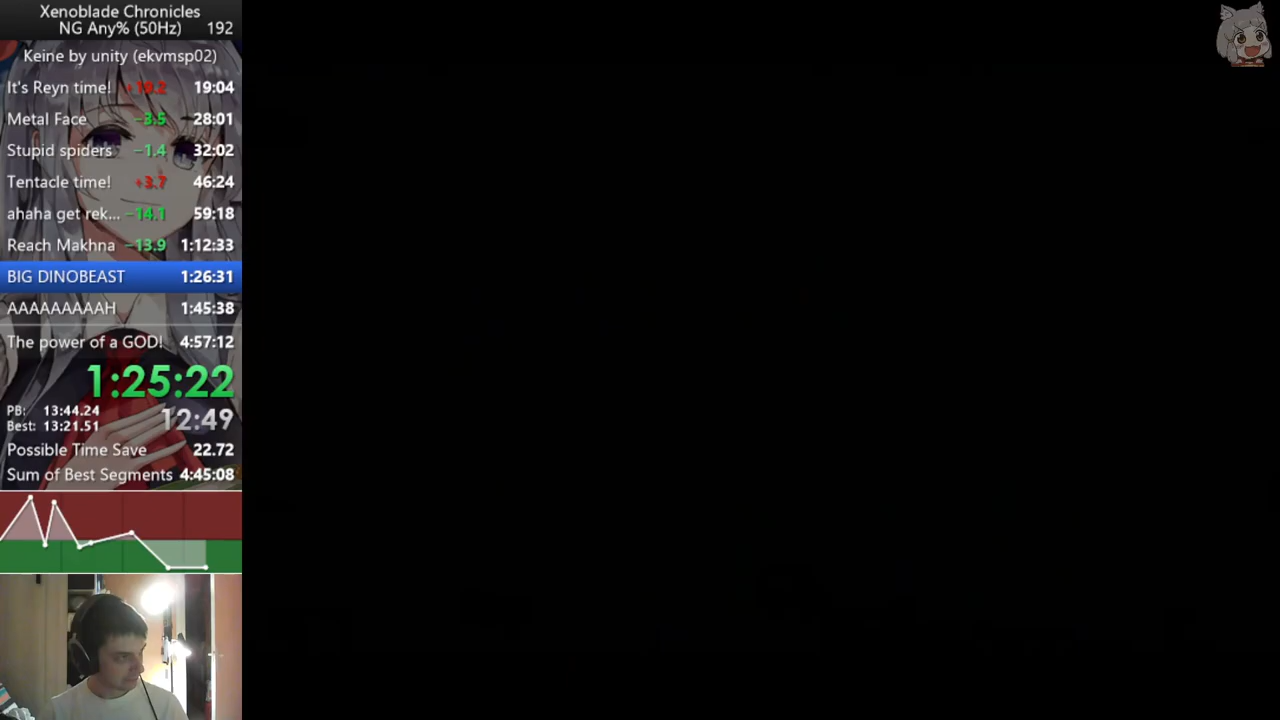 Xenoblade Chronicles
NG Any% (50Hz) 192
Keine by unity (ekvmsp02)
It's Reyn time! +19.2 19:04
Metal Face -3.5 28:01
Stupid spiders -1.4 32:02
Tentacle time! +3.7 46:24
ahaha get rek... -14.1 59:18
Reach Makhna -13.9 1:12:33
BIG DINOBEAST 1:26:31
AAAAAAAAAH 1:45:38
The power of a GOD! 4:57:12
1:25:22
PB: 13:44.24 12:49
Best: 13:21.51
Possible Time Save 22.72
Sum of Best Segments 4:45:08